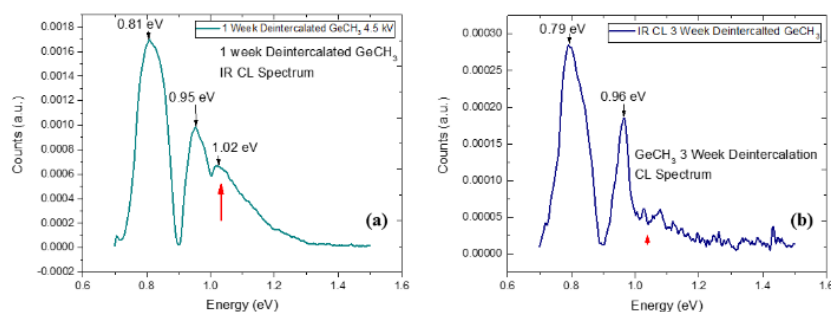 0.0018
0.0016
0.0014
0.0012
0.0010
0.0008
0.0006
0.0004
0.0002
0.0000
-0.0002
Counts (a.u.)
0.81 eV
1 Week Deintercalated GeCH3 4.5 kV
1 week Deintercalated GeCH3
IR CL Spectrum
0.95 eV
1.02 eV
(a)
0.6 0.8 1.0 1.2 1.4 1.6
Energy (eV)
0.00030
0.00025
0.00020
0.00015
0.00010
0.00005
0.00000
Counts (a.u.)
0.79 eV
IR CL 3 Week Deintercalted GeCH3
0.96 eV
GeCH3 3 Week Deintercalation
CL Spectrum
(b)
0.6 0.8 1.0 1.2 1.4 1.6
Energy (eV)